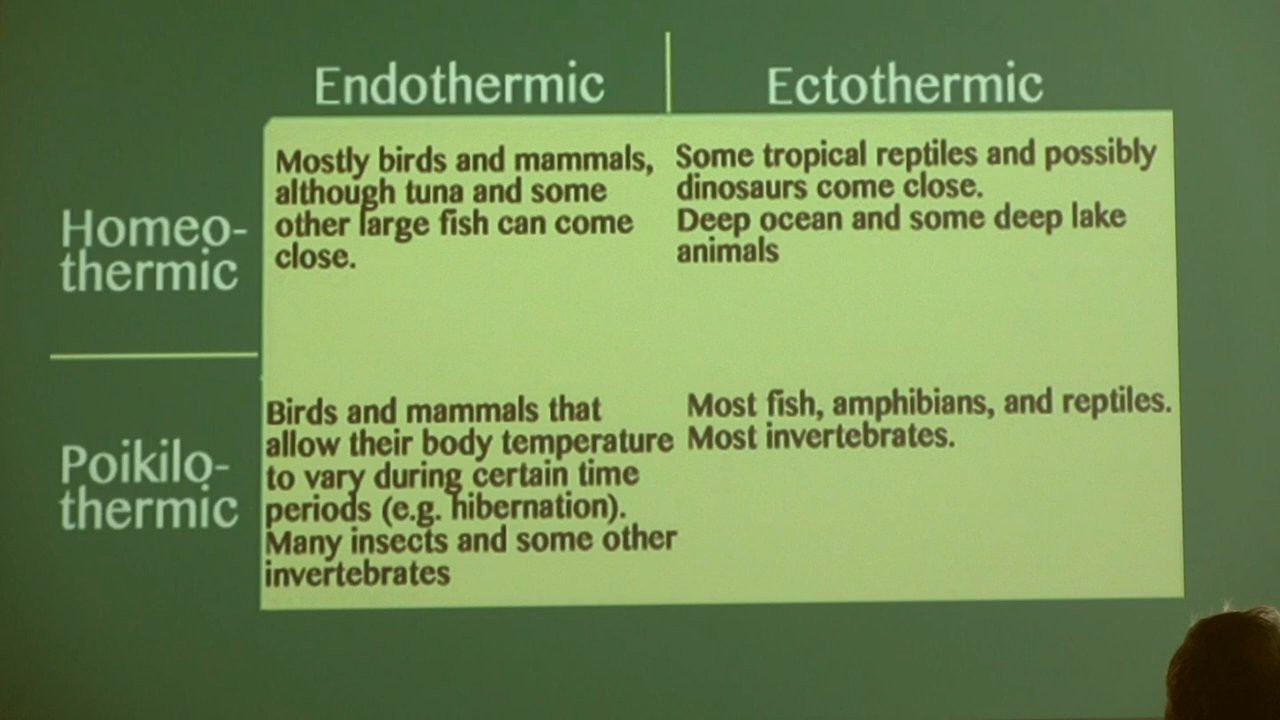 Endothermic
Ectothermic
Homeo-
thermic
Mostly birds and mammals,
although tuna and some
other large fish can come
close.
Some tropical reptiles and possibly
dinosaurs come close.
Deep ocean and some deep lake
animals
Poikilo-
thermic
Birds and mammals that
allow their body temperature
to vary during certain time
periods (e.g. hibernation).
Many insects and some other
invertebrates
Most fish, amphibians, and reptiles.
Most invertebrates.